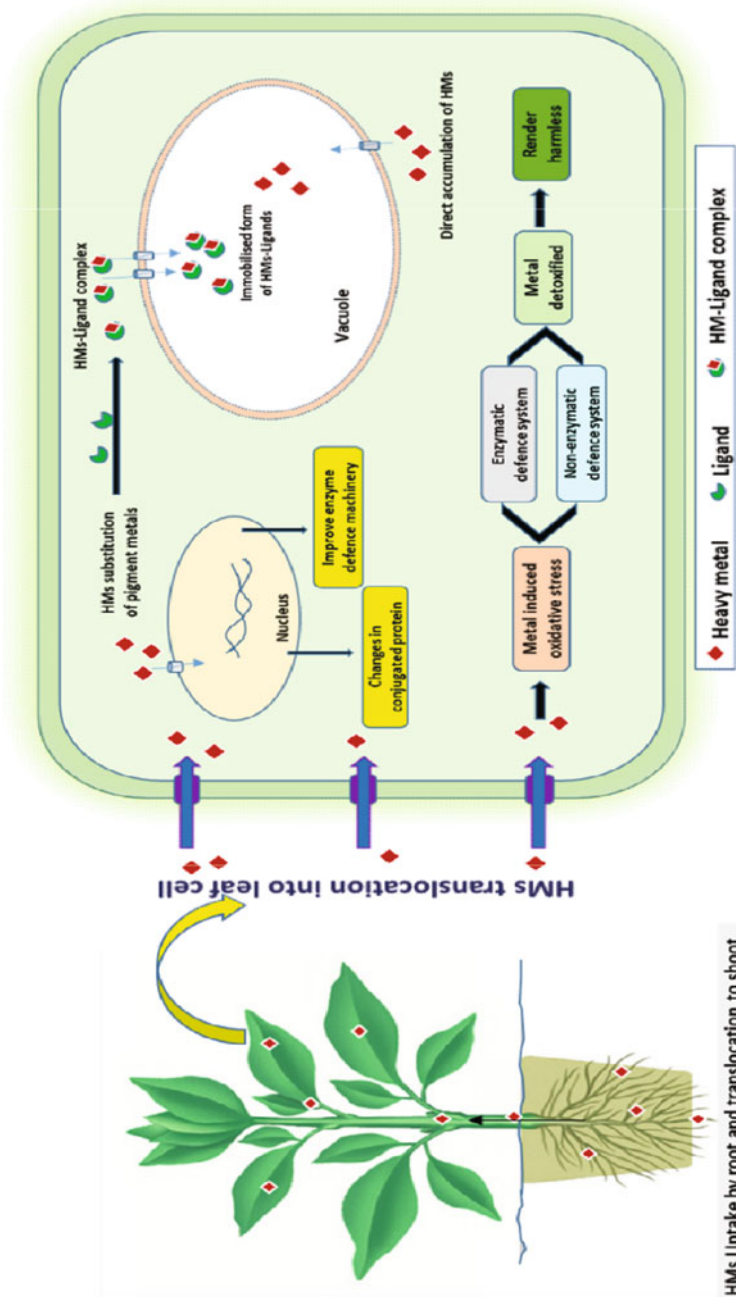 HMs Uptake by root and translocation to shoot
HMs translocation into leaf cell
HMs substitution
of pigment metals
HMs-Ligand complex
Immobilised form
of HMs-Ligands
Vacuole
Direct accumulation of HMs
Nucleus
Improve enzyme
defence machinery
Changes in
conjugated protein
Metal induced
oxidative stress
Enzymatic
defence system
Non-enzymatic
defence system
Metal
detoxified
Render
harmless
Heavy metal
Ligand
HM-Ligand complex